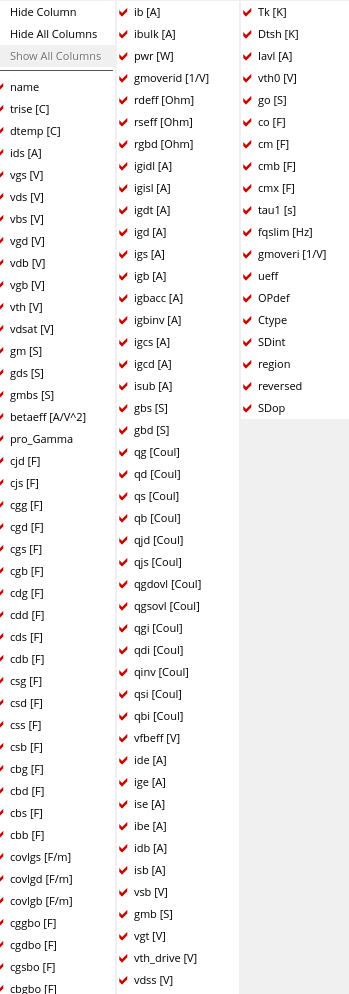 Hide Column
Hide All Columns
Show All Columns
name
trise [C]
dtemp [C]
ids [A]
vgs [V]
vds [V]
vbs [V]
vgd [V]
vdb [V]
vgb [V]
vth [V]
vdsat [V]
gm [S]
gds [S]
gmbs [S]
betaeff [A/V^2]
pro_Gamma
cjd [F]
cjs [F]
cgg [F]
cgd [F]
cgs [F]
cgb [F]
cdg [F]
cdd [F]
cds [F]
cdb [F]
csg [F]
csd [F]
css [F]
csb [F]
cbg [F]
cbd [F]
cbs [F]
cbb [F]
covlgs [F/m]
covlgd [F/m]
covlgb [F/m]
cggbo [F]
cgdbo [F]
cgsbo [F]
cbgbo [F]
ib [A]
ibulk [A]
pwr [W]
gmoverid [1/V]
rdeff [Ohm]
rseff [Ohm]
rgbd [Ohm]
igidl [A]
igisl [A]
igdt [A]
igd [A]
igs [A]
igb [A]
igbacc [A]
igbinv [A]
igcs [A]
igcd [A]
isub [A]
gbs [S]
gbd [S]
qg [Coul]
qd [Coul]
qs [Coul]
qb [Coul]
qjd [Coul]
qjs [Coul]
qgdovl [Coul]
qgsovl [Coul]
qgi [Coul]
qdi [Coul]
qinv [Coul]
qsi [Coul]
qbi [Coul]
vfbeff [V]
ide [A]
ige [A]
ise [A]
ibe [A]
idb [A]
isb [A]
vsb [V]
gmb [S]
vgt [V]
vth_drive [V]
vdss [V]
Tk [K]
Dtsh [K]
Iavl [A]
vth0 [V]
go [S]
co [F]
cm [F]
cmb [F]
cmx [F]
tau1 [s]
fqslim [Hz]
gmoveri [1/V]
ueff
OPdef
Ctype
SDint
region
reversed
SDop